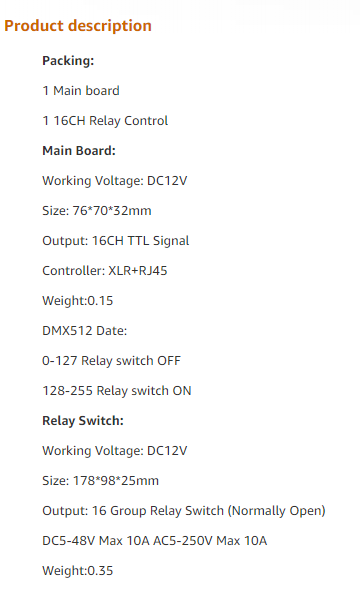 Product description
Packing:
1 Main board
1 16CH Relay Control
Main Board:
Working Voltage: DC12V
Size: 76*70*32mm
Output: 16CH TTL Signal
Controller: XLR+RJ45
Weight:0.15
DMX512 Date:
0-127 Relay switch OFF
128-255 Relay switch ON
Relay Switch:
Working Voltage: DC12V
Size: 178*98*25mm
Output: 16 Group Relay Switch (Normally Open)
DC5-48V Max 10A AC5-250V Max 10A
Weight:0.35